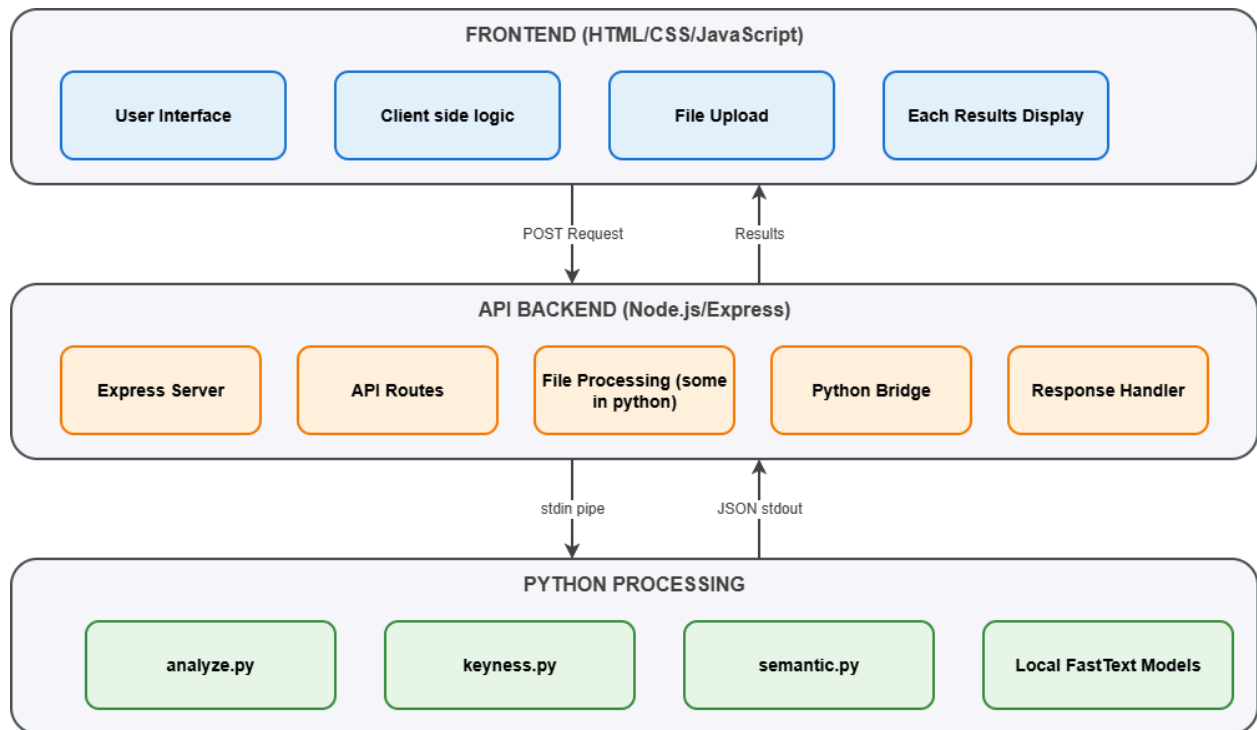 FRONTEND (HTML/CSS/JavaScript)
User Interface
Client side logic
File Upload
Each Results Display
POST Request
Results
API BACKEND (Node.js/Express)
Express Server
API Routes
File Processing (some
in python)
Python Bridge
Response Handler
stdin pipe
JSON stdout
PYTHON PROCESSING
analyze.py
keyness.py
semantic.py
Local FastText Models